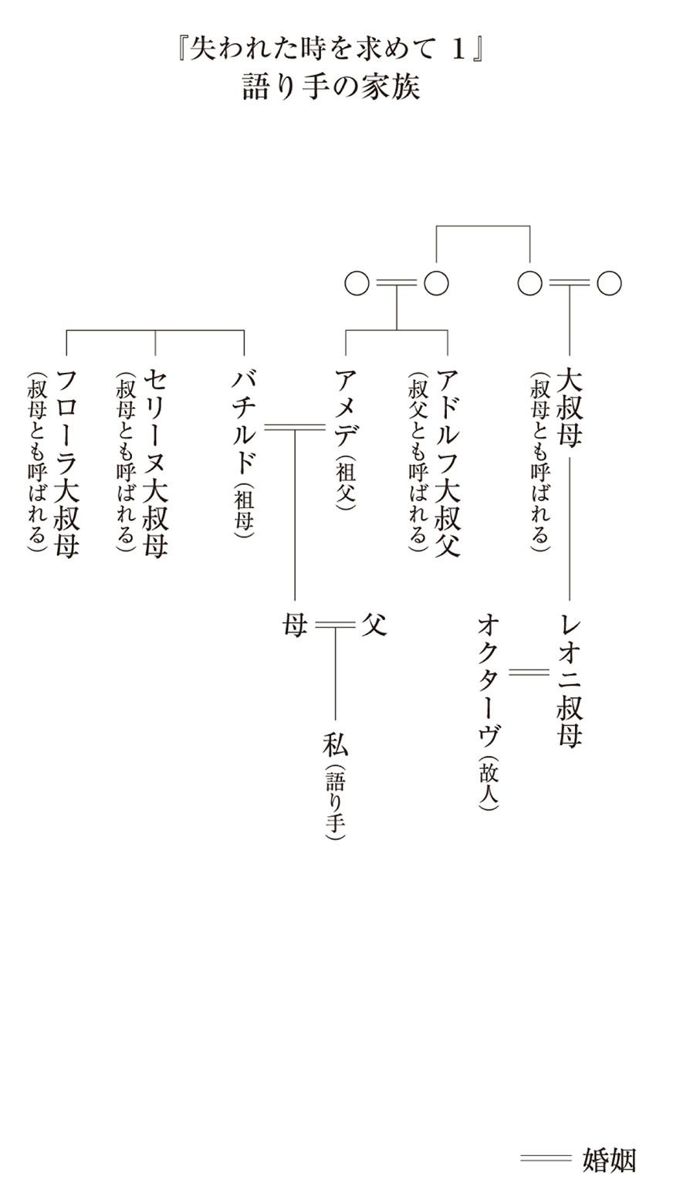 『失われた時を求めて 1』
語り手の家族
大叔母
（叔母とも呼ばれる）
アドルフ大叔父
（叔父とも呼ばれる）
アメデ（祖父）
バチルド（祖母）
セリーヌ大叔母
（叔母とも呼ばれる）
フローラ大叔母
（叔母とも呼ばれる）
レオニ叔母
オクターヴ（故人）
父
母
私（語り手）
婚姻